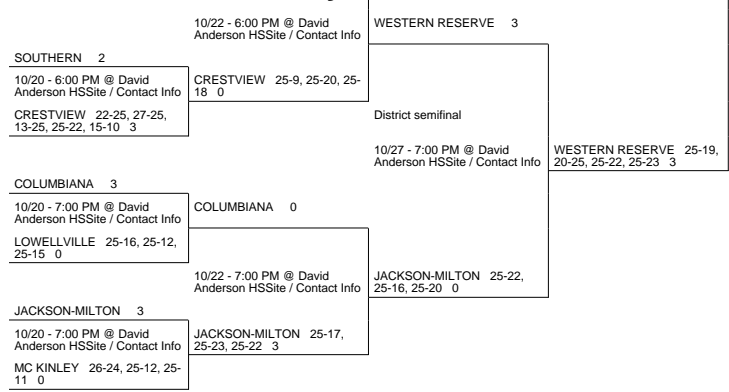 10/22 - 6:00 PM @ David
Anderson HSSite / Contact Info
WESTERN RESERVE 3
SOUTHERN 2
10/20 - 6:00 PM @ David
Anderson HSSite / Contact Info
CRESTVIEW 25-9, 25-20, 25-
18 0
CRESTVIEW 22-25, 27-25,
13-25, 25-22, 15-10 3
District semifinal
10/27 - 7:00 PM @ David
Anderson HSSite / Contact Info
WESTERN RESERVE 25-19,
20-25, 25-22, 25-23 3
COLUMBIANA 3
10/20 - 7:00 PM @ David
Anderson HSSite / Contact Info
COLUMBIANA 0
LOWELLVILLE 25-16, 25-12,
25-15 0
10/22 - 7:00 PM @ David
Anderson HSSite / Contact Info
JACKSON-MILTON 25-22,
25-16, 25-20 0
JACKSON-MILTON 3
10/20 - 7:00 PM @ David
Anderson HSSite / Contact Info
JACKSON-MILTON 25-17,
25-23, 25-22 3
MC KINLEY 26-24, 25-12, 25-
11 0